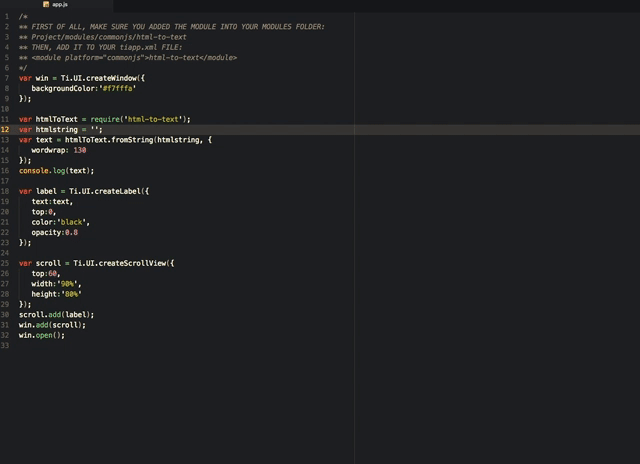 app.js
1 /*
2 ** FIRST OF ALL, MAKE SURE YOU ADDED THE MODULE INTO YOUR MODULES FOLDER:
3 ** Project/modules/commonjs/html-to-text
4 ** THEN, ADD IT TO YOUR tiapp.xml FILE:
5 ** <module platform="commonjs">html-to-text</module>
6 */
7 var win = Ti.UI.createWindow({
8 backgroundColor:'#f7fffa'
9 });
10
11 var htmlToText = require('html-to-text');
12 var htmlstring = '';
13 var text = htmlToText.fromString(htmlstring, {
14 wordwrap: 130
15 });
16 console.log(text);
17
18 var label = Ti.UI.createLabel({
19 text:text,
20 top:0,
21 color:'black',
22 opacity:0.8
23 });
24
25 var scroll = Ti.UI.createScrollView({
26 top:60,
27 width:'90%',
28 height:'80%'
29 });
30 scroll.add(label);
31 win.add(scroll);
32 win.open();
33